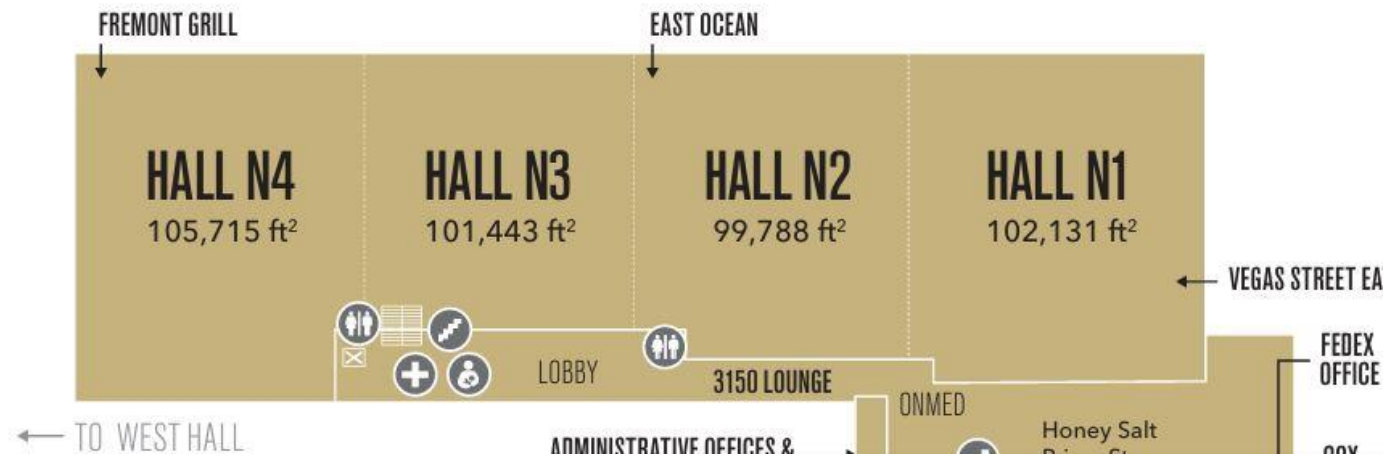 FREMONT GRILL
EAST OCEAN
HALL N4
105,715 ft²
HALL N3
101,443 ft²
HALL N2
99,788 ft²
HALL N1
102,131 ft²
VEGAS STREET EA
FEDEX
OFFICE
LOBBY
3150 LOUNGE
ONMED
TO WEST HALL
ADMINISTRATIVE OFFICES &
Honey Salt
COX